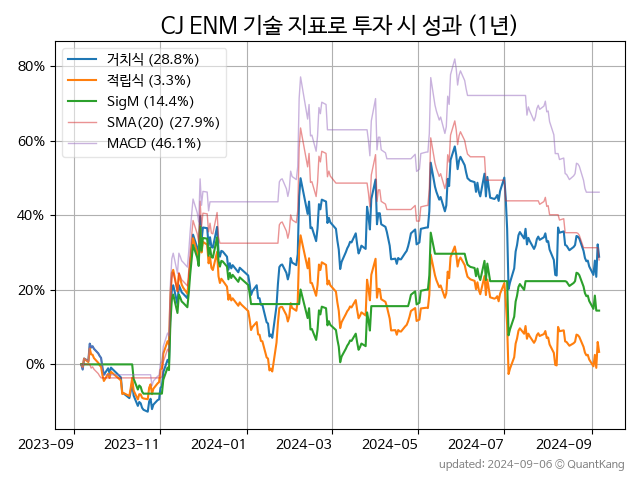 CJ ENM 기술 지표로 투자 시 성과 (1년)
거치식 (28.8%)
적립식 (3.3%)
SigM (14.4%)
SMA(20) (27.9%)
MACD (46.1%)
80%
60%
40%
20%
0%
2023-09 2023-11 2024-01 2024-03 2024-05 2024-07 2024-09
updated: 2024-09-06 © QuantKang